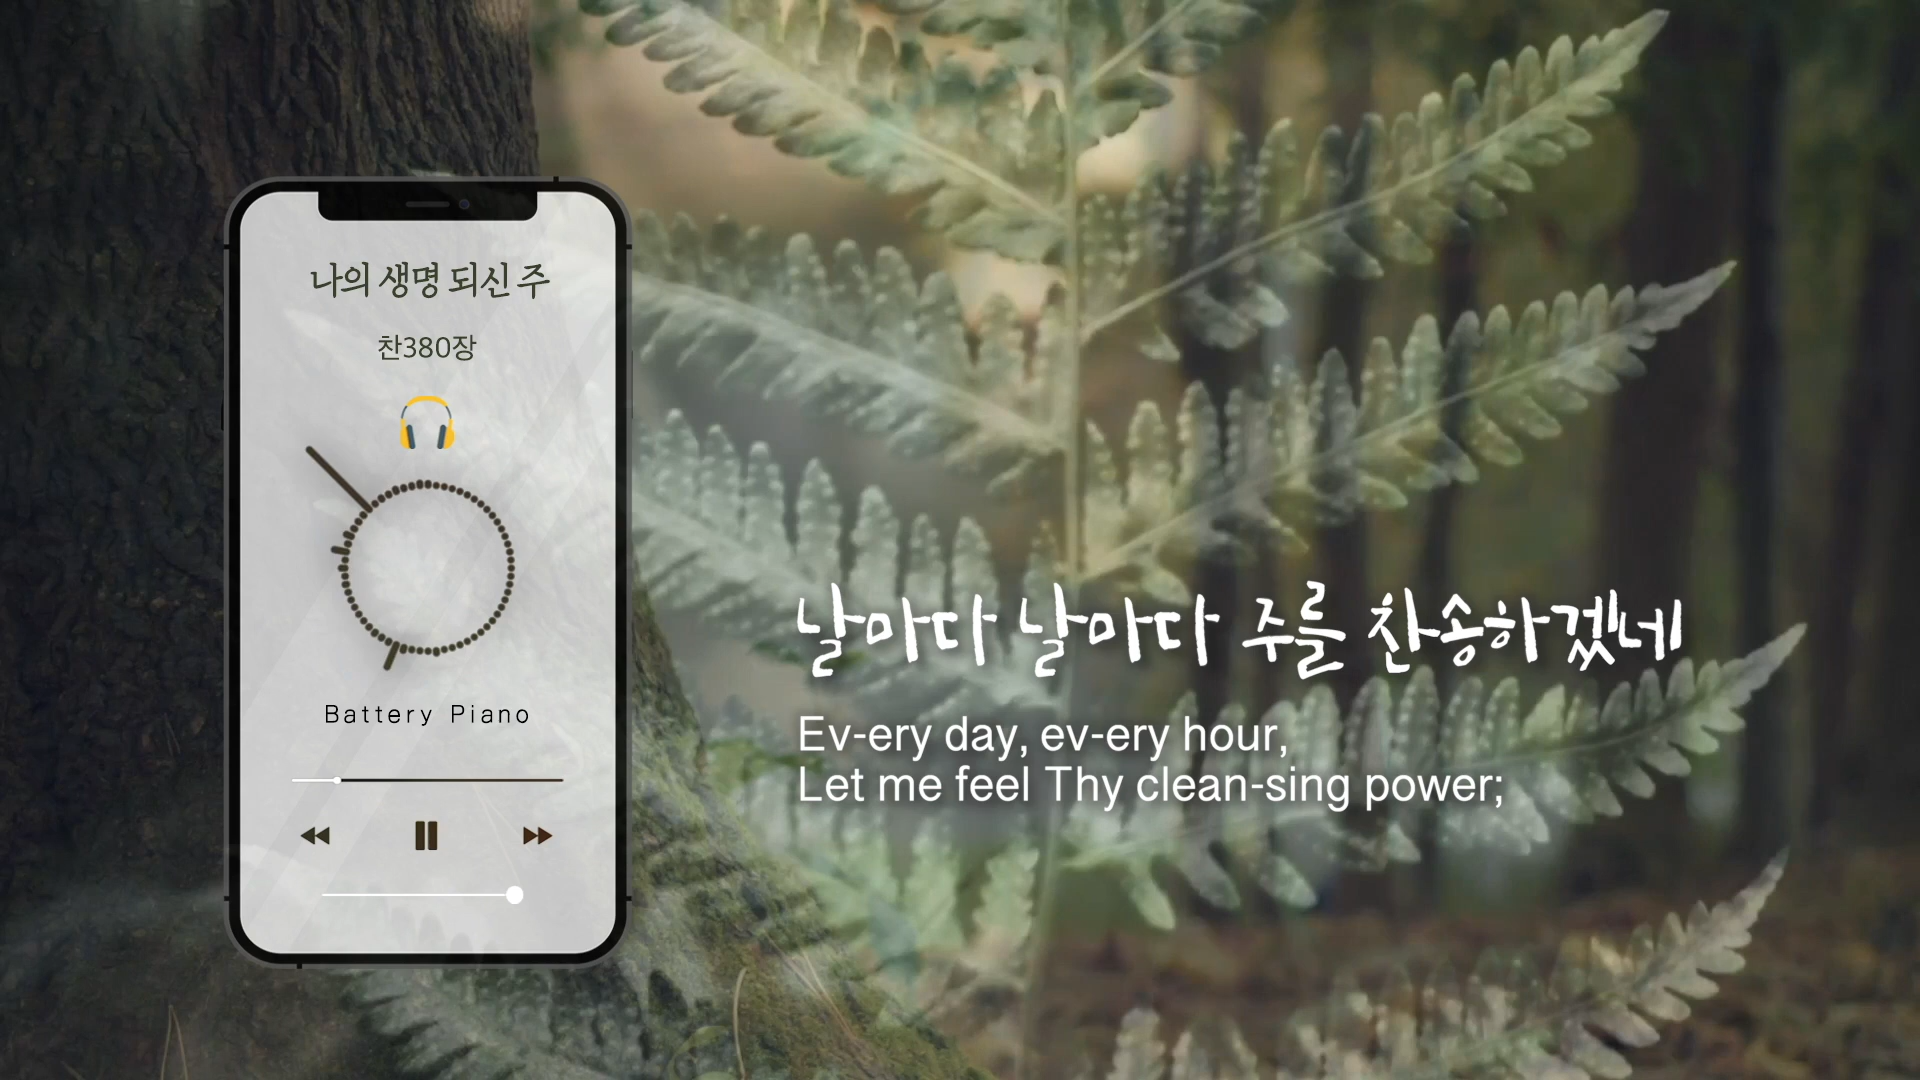 나의 생명 되신 주
찬380장
Battery Piano
날마다 날마다 주를 찬송하겠네
Ev-ery day, ev-ery hour,
Let me feel Thy clean-sing power;